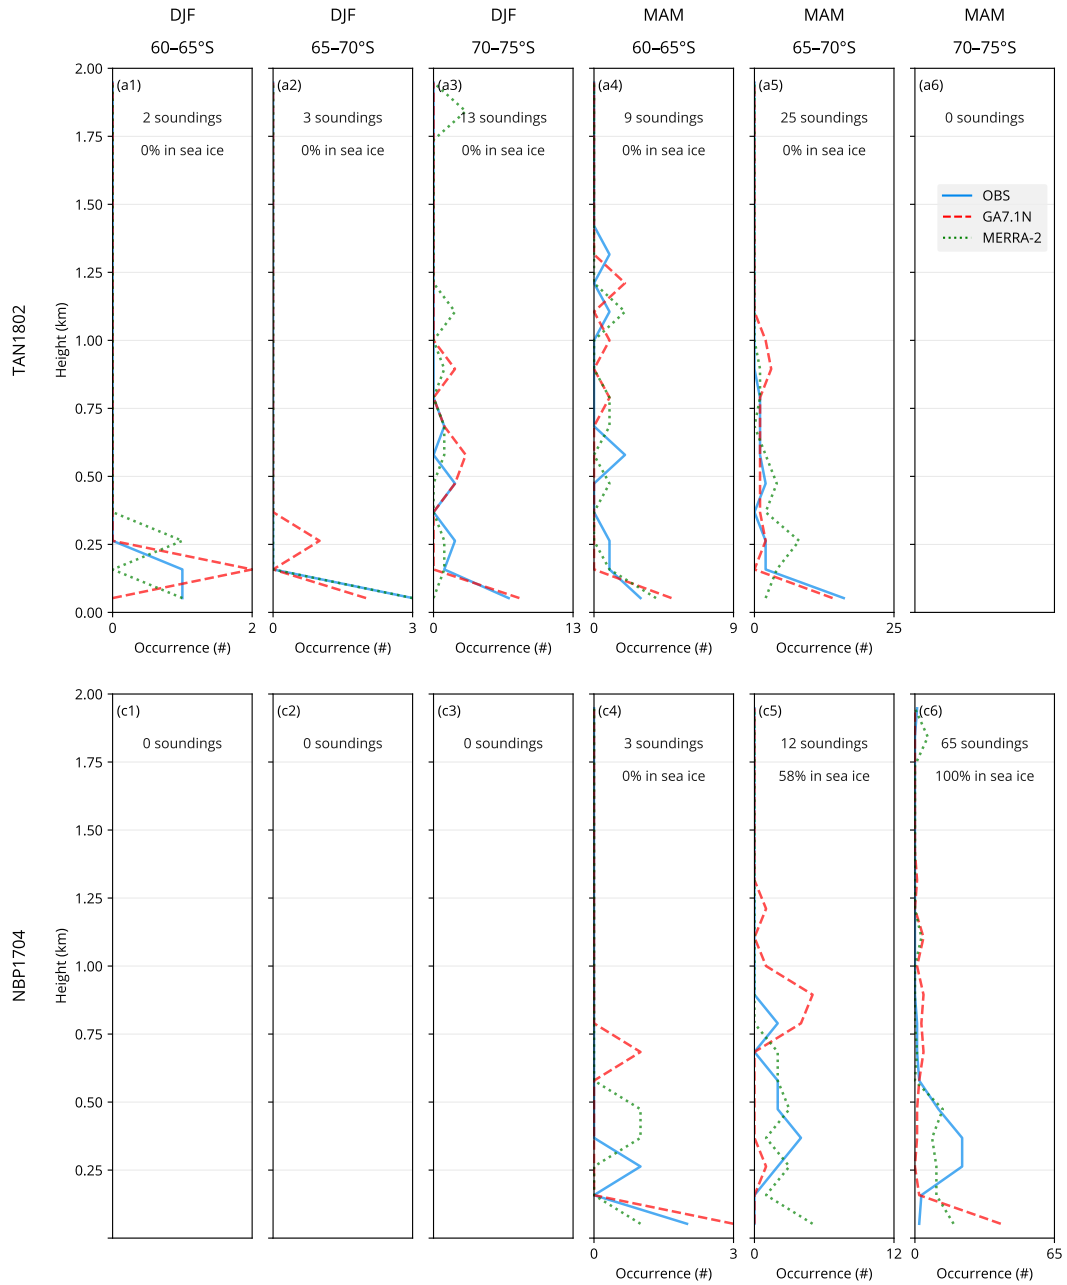 DJF DJF DJF MAM MAM MAM
60–65°S 65–70°S 70–75°S 60–65°S 65–70°S 70–75°S
TAN1802
Height (km)
2.00
1.75
1.50
1.25
1.00
0.75
0.50
0.25
0.00
(a1) (a2) (a3) (a4) (a5) (a6)
2 soundings 3 soundings 13 soundings 9 soundings 25 soundings 0 soundings
0% in sea ice 0% in sea ice 0% in sea ice 0% in sea ice 0% in sea ice
OBS
GA7.1N
MERRA-2
0 2 0 3 0 13 0 9 0 25
Occurrence (#) Occurrence (#) Occurrence (#) Occurrence (#) Occurrence (#)
NBP1704
Height (km)
2.00
1.75
1.50
1.25
1.00
0.75
0.50
0.25
(c1) (c2) (c3) (c4) (c5) (c6)
0 soundings 0 soundings 0 soundings 3 soundings 12 soundings 65 soundings
0% in sea ice 58% in sea ice 100% in sea ice
0 3 0 12 0 65
Occurrence (#) Occurrence (#) Occurrence (#)